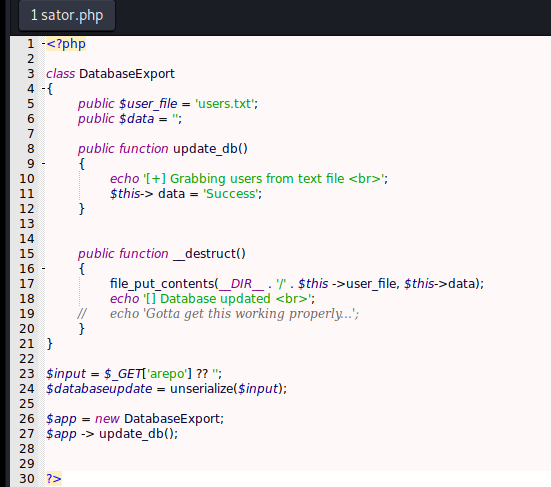 1 sator.php
1 <?php
2
3 class DatabaseExport
4 {
5 public $user_file = 'users.txt';
6 public $data = '';
7
8 public function update_db()
9 {
10 echo '[+] Grabbing users from text file <br>';
11 $this-> data = 'Success';
12 }
13
14
15 public function __destruct()
16 {
17 file_put_contents(__DIR__ . '/' . $this ->user_file, $this->data);
18 echo '[] Database updated <br>';
19 // echo 'Gotta get this working properly...';
20 }
21 }
22
23 $input = $_GET['arepo'] ?? '';
24 $databaseupdate = unserialize($input);
25
26 $app = new DatabaseExport;
27 $app -> update_db();
28
29
30 ?>